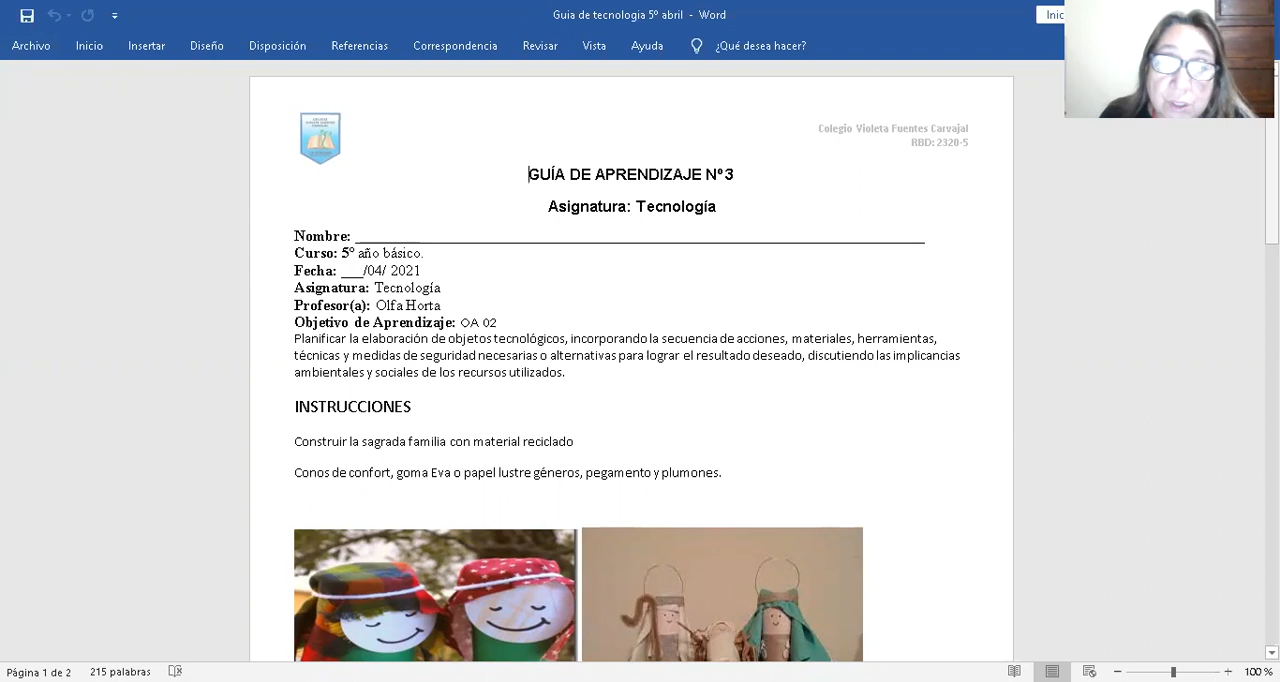 Guia de tecnologia 5º abril - Word
Inic
Archivo Inicio Insertar Diseño Disposición Referencias Correspondencia Revisar Vista Ayuda ¿Qué desea hacer?
Colegio Violeta Fuentes Carvajal
RBD: 2320-5
GUÍA DE APRENDIZAJE Nº 3
Asignatura: Tecnología
Nombre: ____________________
Curso: 5º año básico.
Fecha: ___/04/ 2021
Asignatura: Tecnología
Profesor(a): Olfa Horta
Objetivo de Aprendizaje: OA 02
Planificar la elaboración de objetos tecnológicos, incorporando la secuencia de acciones, materiales, herramientas,
técnicas y medidas de seguridad necesarias o alternativas para lograr el resultado deseado, discutiendo las implicancias
ambientales y sociales de los recursos utilizados.
INSTRUCCIONES
Construir la sagrada familia con material reciclado
Conos de confort, goma Eva o papel lustre géneros, pegamento y plumones.
Página 1 de 2 215 palabras 100 %